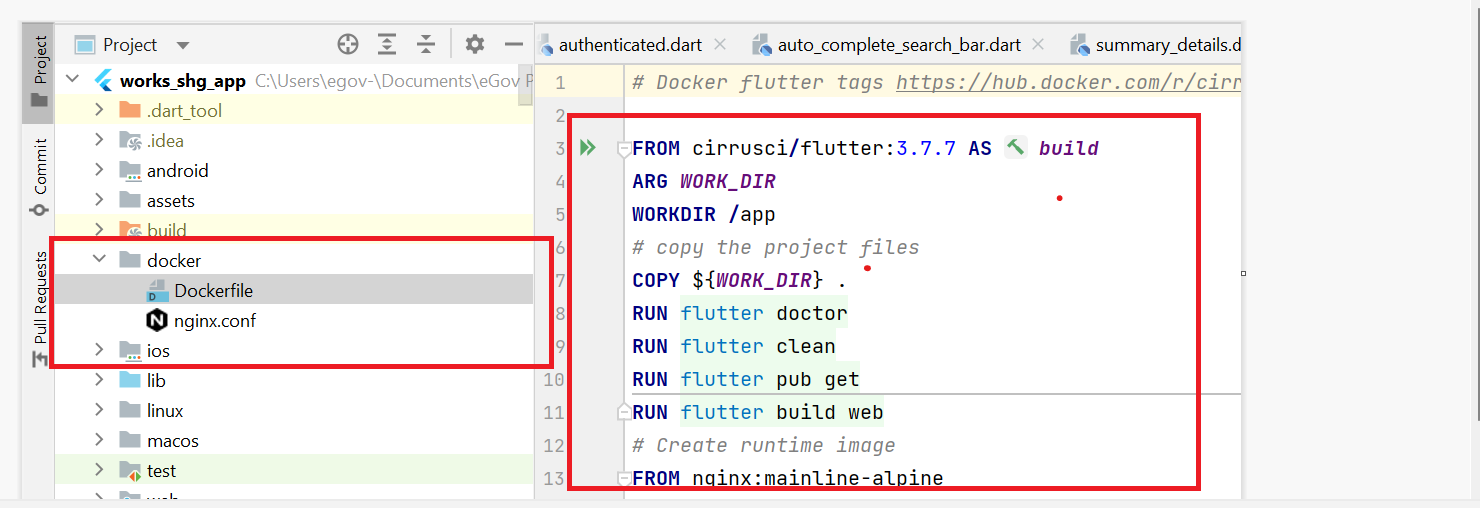 Project
Commit
Pull Requests
Project
works_shg_app C:\Users\egov-\Documents\eGov P
.dart_tool
.idea
android
assets
build
docker
Dockerfile
nginx.conf
ios
lib
linux
macos
test
authenticated.dart
auto_complete_search_bar.dart
summary_details.d
1 # Docker flutter tags https://hub.docker.com/r/cirr
2
3 FROM cirrusci/flutter:3.7.7 AS build
4 ARG WORK_DIR
5 WORKDIR /app
6 # copy the project files
7 COPY ${WORK_DIR} .
8 RUN flutter doctor
9 RUN flutter clean
10 RUN flutter pub get
11 RUN flutter build web
12 # Create runtime image
13 FROM nginx:mainline-alpine